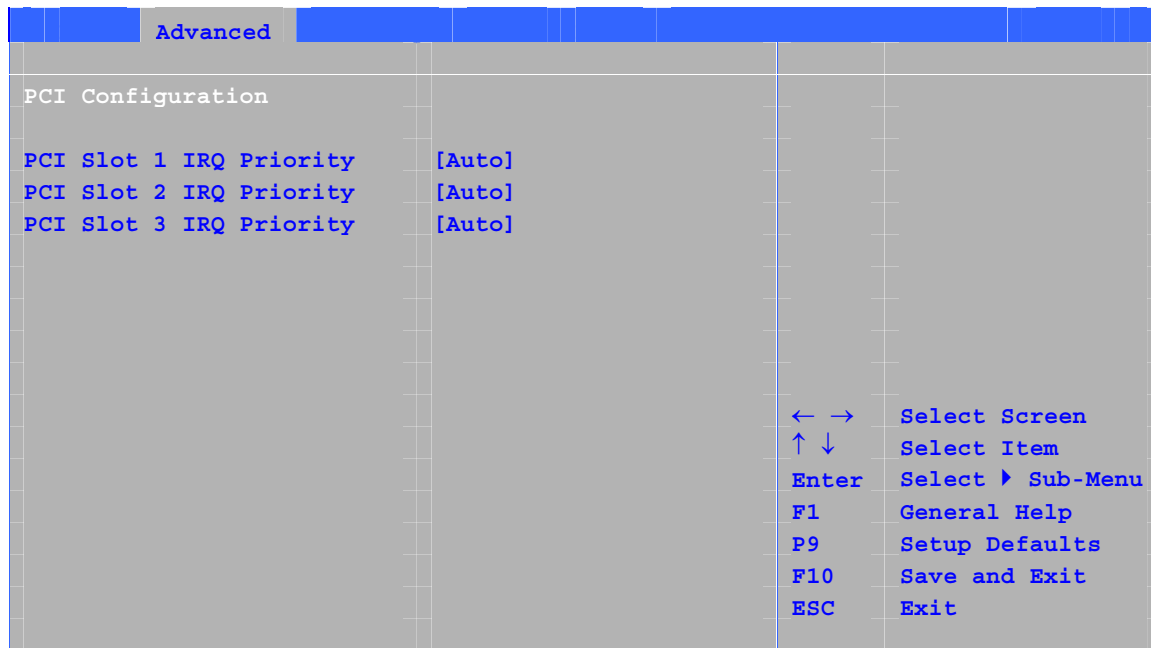 Advanced
PCI Configuration
PCI Slot 1 IRQ Priority [Auto]
PCI Slot 2 IRQ Priority [Auto]
PCI Slot 3 IRQ Priority [Auto]
← → Select Screen
↑ ↓ Select Item
Enter Select ▶ Sub-Menu
F1 General Help
P9 Setup Defaults
F10 Save and Exit
ESC Exit